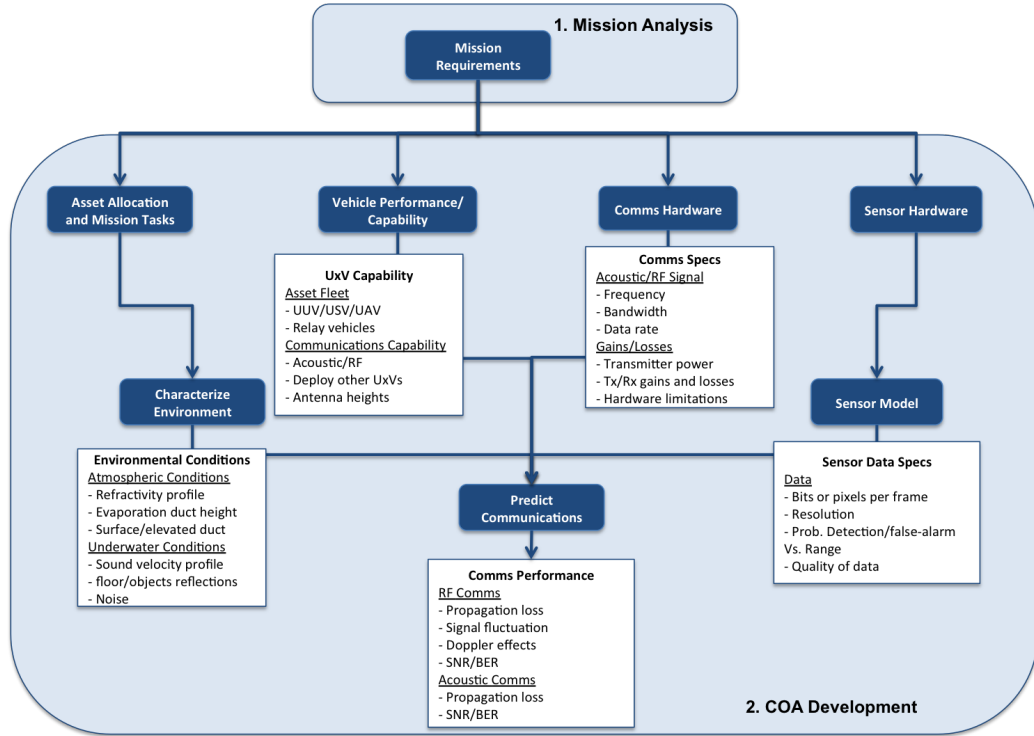 1. Mission Analysis
Mission
Requirements
Asset Allocation
and Mission Tasks
Vehicle Performance/
Capability
Comms Hardware
Sensor Hardware
UxV Capability
Asset Fleet
- UUV/USV/UAV
- Relay vehicles
Communications Capability
- Acoustic/RF
- Deploy other UxVs
- Antenna heights
Comms Specs
Acoustic/RF Signal
- Frequency
- Bandwidth
- Data rate
Gains/Losses
- Transmitter power
- Tx/Rx gains and losses
- Hardware limitations
Characterize
Environment
Sensor Model
Environmental Conditions
Atmospheric Conditions
- Refractivity profile
- Evaporation duct height
- Surface/elevated duct
Underwater Conditions
- Sound velocity profile
- floor/objects reflections
- Noise
Predict
Communications
Sensor Data Specs
Data
- Bits or pixels per frame
- Resolution
- Prob. Detection/false-alarm
Vs. Range
- Quality of data
Comms Performance
RF Comms
- Propagation loss
- Signal fluctuation
- Doppler effects
- SNR/BER
Acoustic Comms
- Propagation loss
- SNR/BER
2. COA Development